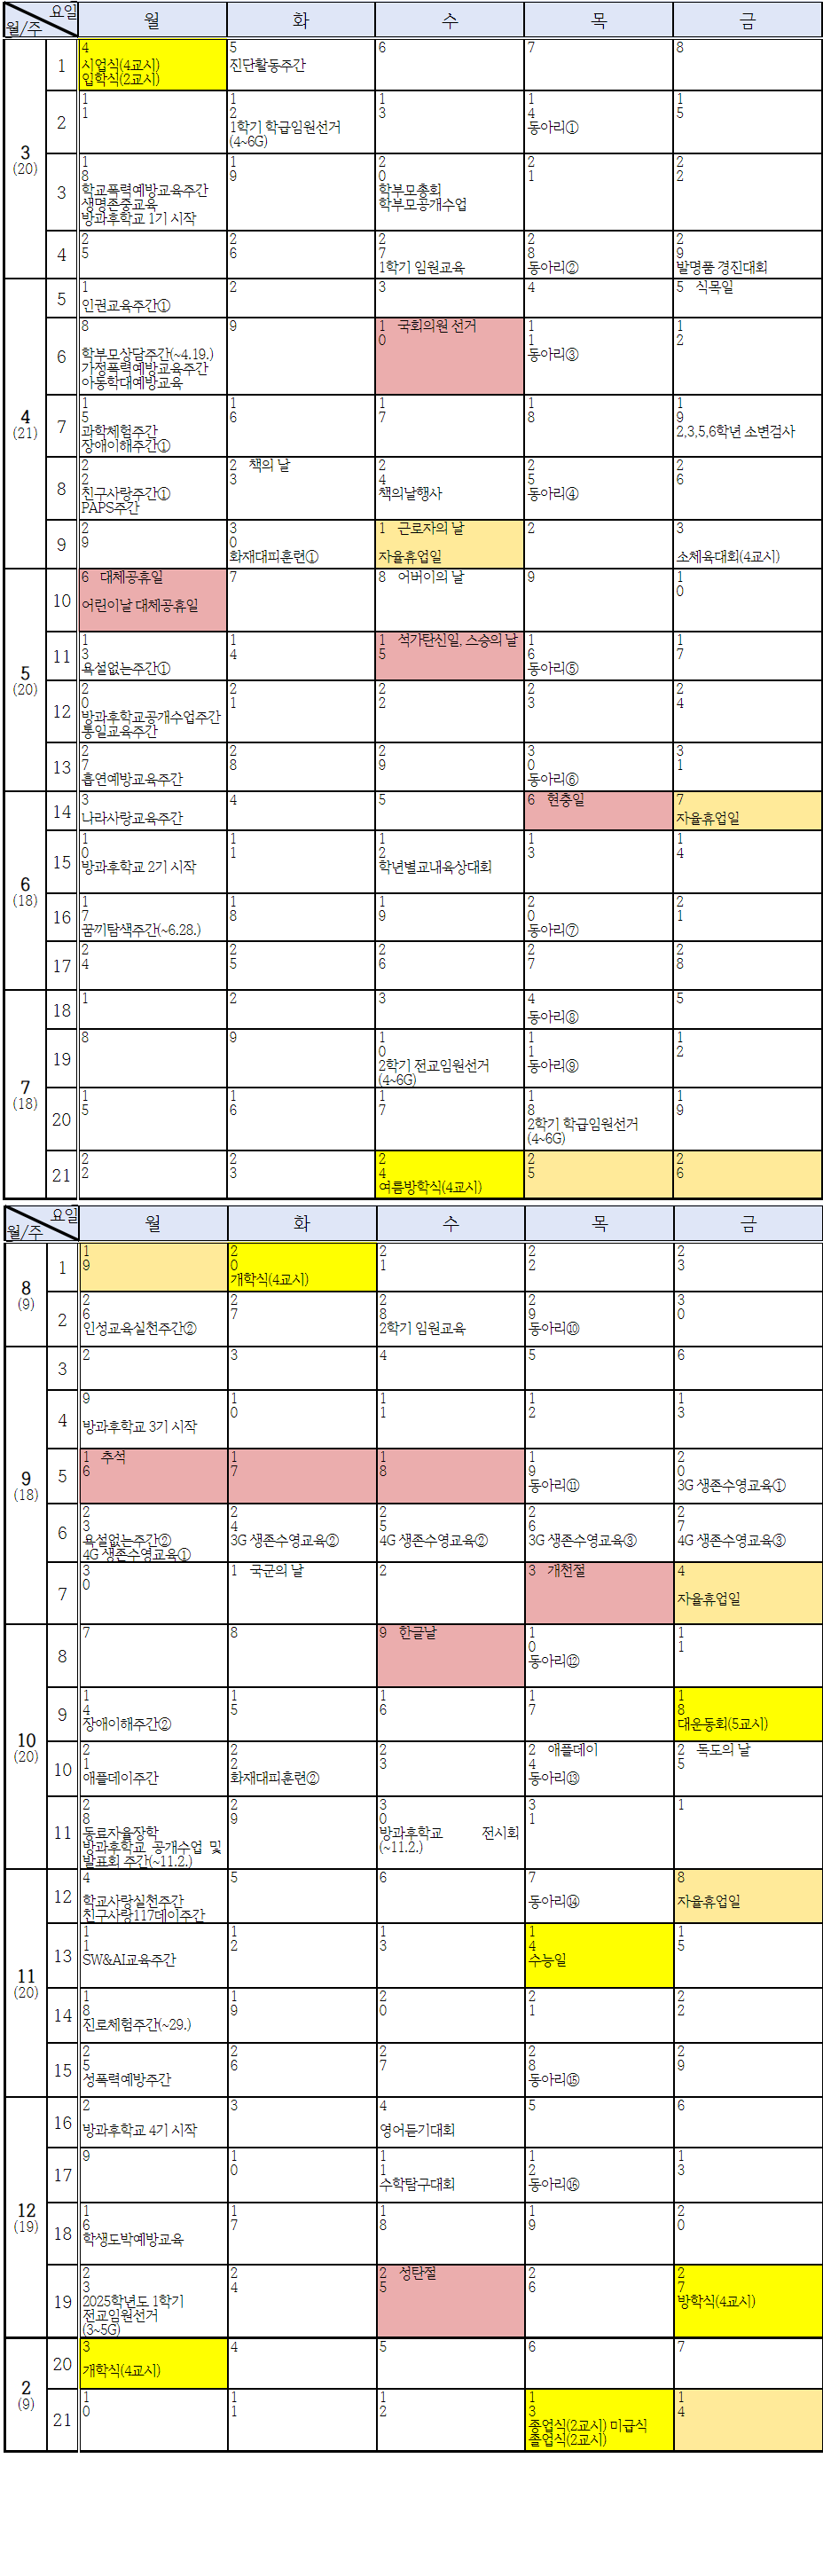 요일
월/주
월 화 수 목 금
3
(20)
1
4
시업식(4교시)
입학식(2교시)
5
진단활동주간
6
7
8
2
11
12
1학기 학급임원선거
(4~6G)
13
14
동아리①
15
3
18
학교폭력예방교육주간
생명존중교육
방과후학교 1기 시작
19
20
학부모총회
학부모공개수업
21
22
4
25
26
27
1학기 임원교육
28
동아리②
29
발명품 경진대회
4
(21)
5
1
인권교육주간①
2
3
4
5 식목일
6
8
학부모상담주간(~4.19.)
가정폭력예방교육주간
아동학대예방교육
9
10 국회의원 선거
11
동아리③
12
7
15
과학체험주간
장애이해주간①
16
17
18
19
2,3,5,6학년 소변검사
8
22
친구사랑주간①
PAPS주간
23 책의 날
24
책의날행사
25
동아리④
26
9
29
30
화재대피훈련①
1 근로자의 날
자율휴업일
2
3
소체육대회(4교시)
5
(20)
10
6 대체공휴일
어린이날 대체공휴일
7
8 어버이의 날
9
10
11
13
욕설없는주간①
14
15 석가탄신일, 스승의 날
16
동아리⑤
17
12
20
방과후학교공개수업주간
통일교육주간
21
22
23
24
13
27
흡연예방교육주간
28
29
30
동아리⑥
31
6
(18)
14
3
나라사랑교육주간
4
5
6 현충일
7
자율휴업일
15
10
방과후학교 2기 시작
11
12
학년별교내육상대회
13
14
16
17
꿈끼탐색주간(~6.28.)
18
19
20
동아리⑦
21
17
24
25
26
27
28
7
(18)
18
1
2
3
4
동아리⑧
5
19
8
9
10
2학기 전교임원선거
(4~6G)
11
동아리⑨
12
20
15
16
17
18
2학기 학급임원선거
(4~6G)
19
21
22
23
24
여름방학식(4교시)
25
26
요일
월/주
월 화 수 목 금
8
(9)
1
19
20
개학식(4교시)
21
22
23
2
26
인성교육실천주간②
27
28
2학기 임원교육
29
동아리⑩
30
9
(18)
3
2
3
4
5
6
4
9
방과후학교 3기 시작
10
11
12
13
5
16 추석
17
18
19
동아리⑪
20
3G 생존수영교육①
6
23
욕설없는주간②
4G 생존수영교육①
24
3G 생존수영교육②
25
4G 생존수영교육②
26
3G 생존수영교육③
27
4G 생존수영교육③
7
30
1 국군의 날
2
3 개천절
4
자율휴업일
10
(20)
8
7
8
9 한글날
10
동아리⑫
11
9
14
장애이해주간②
15
16
17
18
대운동회(5교시)
10
21
애플데이주간
22
화재대피훈련②
23
24 애플데이
동아리⑬
25 독도의 날
11
28
동료자율장학
방과후학교 공개수업 및
발표회 주간(~11.2.)
29
30
방과후학교 전시회
(~11.2.)
31
1
11
(20)
12
4
학교사랑실천주간
친구사랑117데이주간
5
6
7
동아리⑭
8
자율휴업일
13
11
SW&AI교육주간
12
13
14
수능일
15
14
18
진로체험주간(~29.)
19
20
21
22
15
25
성폭력예방주간
26
27
28
동아리⑮
29
12
(19)
16
2
방과후학교 4기 시작
3
4
영어듣기대회
5
6
17
9
10
11
수학탐구대회
12
동아리⑯
13
18
16
학생도박예방교육
17
18
19
20
19
23
2025학년도 1학기
전교임원선거
(3~5G)
24
25 성탄절
26
27
방학식(4교시)
2
(9)
20
3
개학식(4교시)
4
5
6
7
21
10
11
12
13
종업식(2교시) 미급식
졸업식(2교시)
14